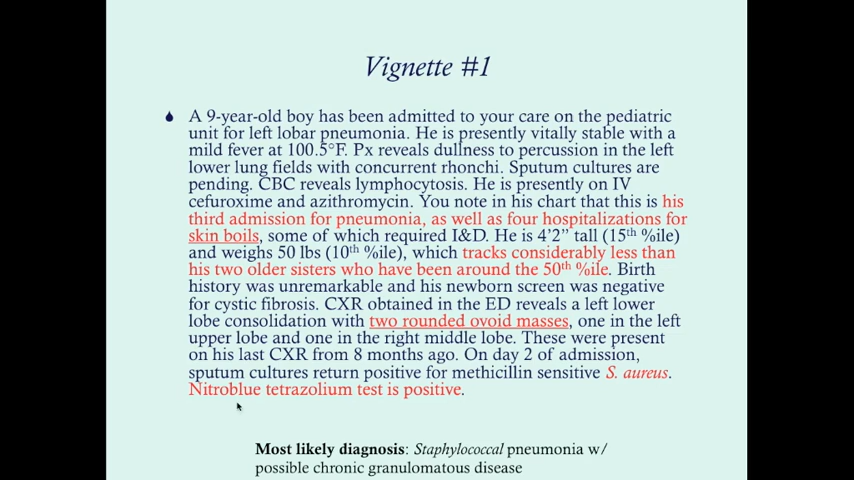 Vignette #1
A 9-year-old boy has been admitted to your care on the pediatric
unit for left lobar pneumonia. He is presently vitally stable with a
mild fever at 100.5°F. Px reveals dullness to percussion in the left
lower lung fields with concurrent rhonchi. Sputum cultures are
pending. CBC reveals lymphocytosis. He is presently on IV
cefuroxime and azithromycin. You note in his chart that this is his
third admission for pneumonia, as well as four hospitalizations for
skin boils, some of which required I&D. He is 4’2” tall (15th %ile)
and weighs 50 lbs (10th %ile), which tracks considerably less than
his two older sisters who have been around the 50th %ile. Birth
history was unremarkable and his newborn screen was negative
for cystic fibrosis. CXR obtained in the ED reveals a left lower
lobe consolidation with two rounded ovoid masses, one in the left
upper lobe and one in the right middle lobe. These were present
on his last CXR from 8 months ago. On day 2 of admission,
sputum cultures return positive for methicillin sensitive S. aureus.
Nitroblue tetrazolium test is positive.
Most likely diagnosis: Staphylococcal pneumonia w/
possible chronic granulomatous disease